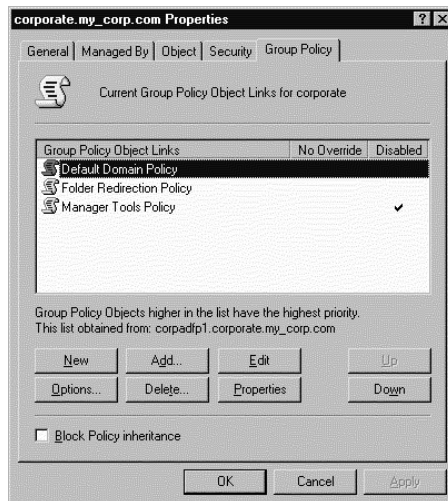 corporate.my_corp.com Properties
General Managed By Object Security Group Policy
Current Group Policy Object Links for corporate
Group Policy Object Links No Override Disabled
Default Domain Policy
Folder Redirection Policy
Manager Tools Policy
Group Policy Objects higher in the list have the highest priority.
This list obtained from: corpadfp1.corporate.my_corp.com
New Add... Edit Up
Options... Delete... Properties Down
Block Policy inheritance
OK Cancel Apply